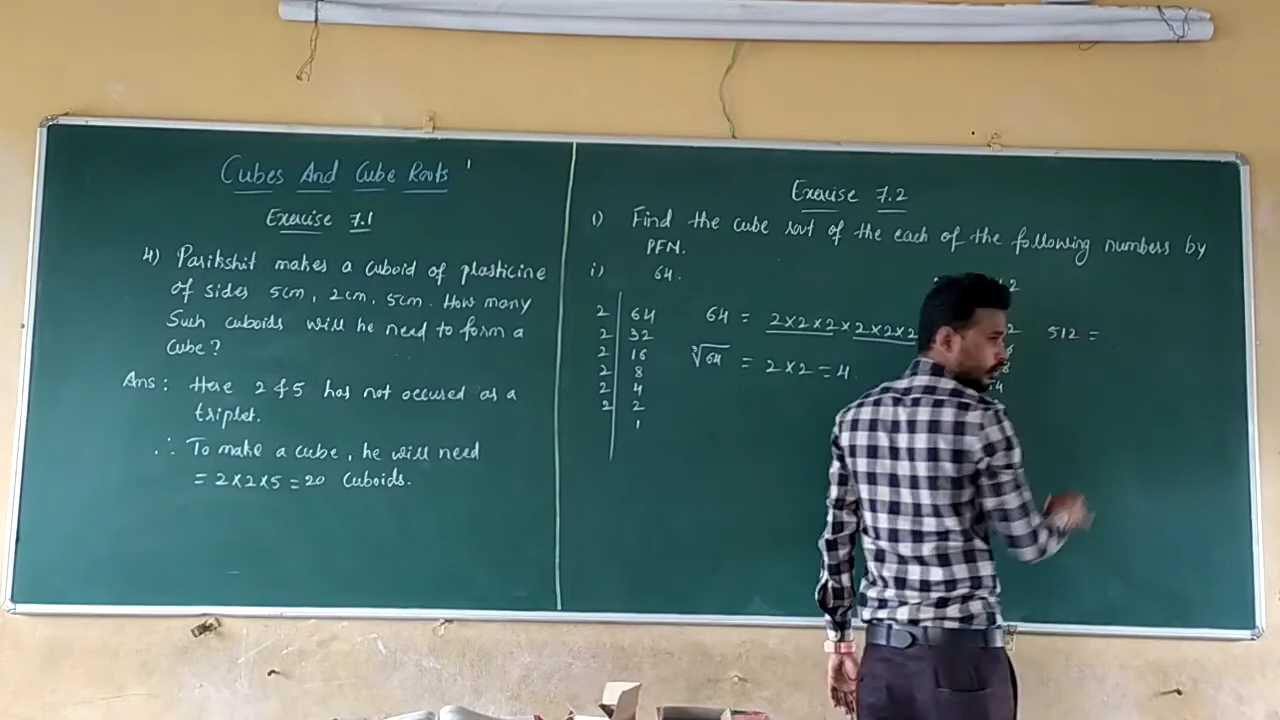 Cubes And Cube Roots
Exercise 7.1
4) Parikshit makes a cuboid of plasticine
of sides 5cm, 2cm, 5cm. How many
Such cuboids will he need to form a
Cube?
Ans: Here 2 & 5 has not occured as a
triplet.
∴ To make a cube, he will need
= 2×2×5 = 20 Cuboids.
Exercise 7.2
1) Find the cube root of the each of the following numbers by
PFM.
i) 64.
2 | 64
2 | 32
2 | 16
2 | 8
2 | 4
2 | 2
1
64 = 2×2×2×2×2×2
∛64 = 2×2=4.
512 =